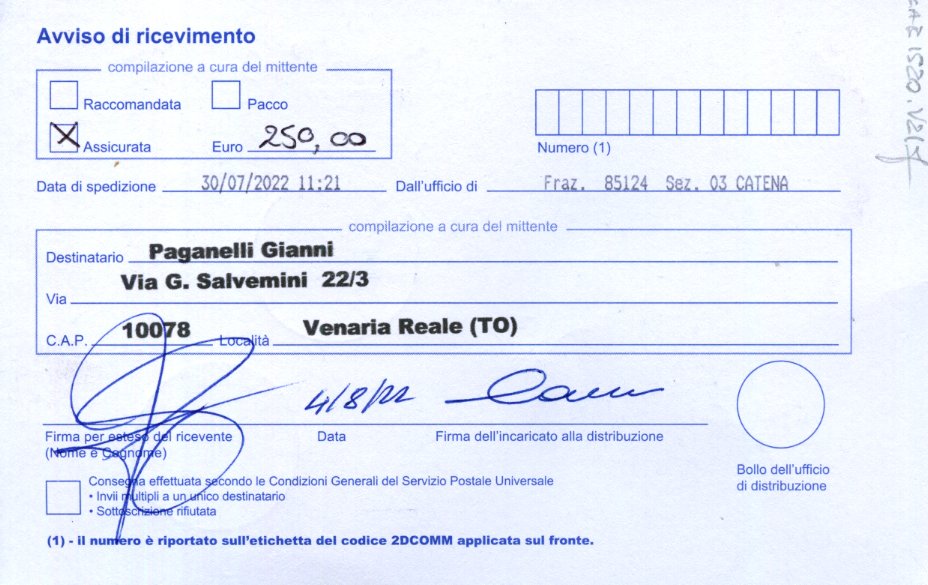 Avviso di ricevimento
compilazione a cura del mittente
Raccomandata Pacco
X Assicurata Euro 250,00
Numero (1)
Data di spedizione 30/07/2022 11:21 Dall'ufficio di Fraz. 85124 Sez. 03 CATENA
compilazione a cura del mittente
Destinatario Paganelli Gianni
Via G. Salvemini 22/3
Via
C.A.P. 10078 Località Venaria Reale (TO)
4/8/22
Firma per esteso del ricevente Data Firma dell'incaricato alla distribuzione
(Nome e Cognome)
Bollo dell'ufficio
di distribuzione
Consegna effettuata secondo le Condizioni Generali del Servizio Postale Universale
• Invii multipli a un unico destinatario
• Sottoscrizione rifiutata
(1) - il numero è riportato sull'etichetta del codice 2DCOMM applicata sul fronte.